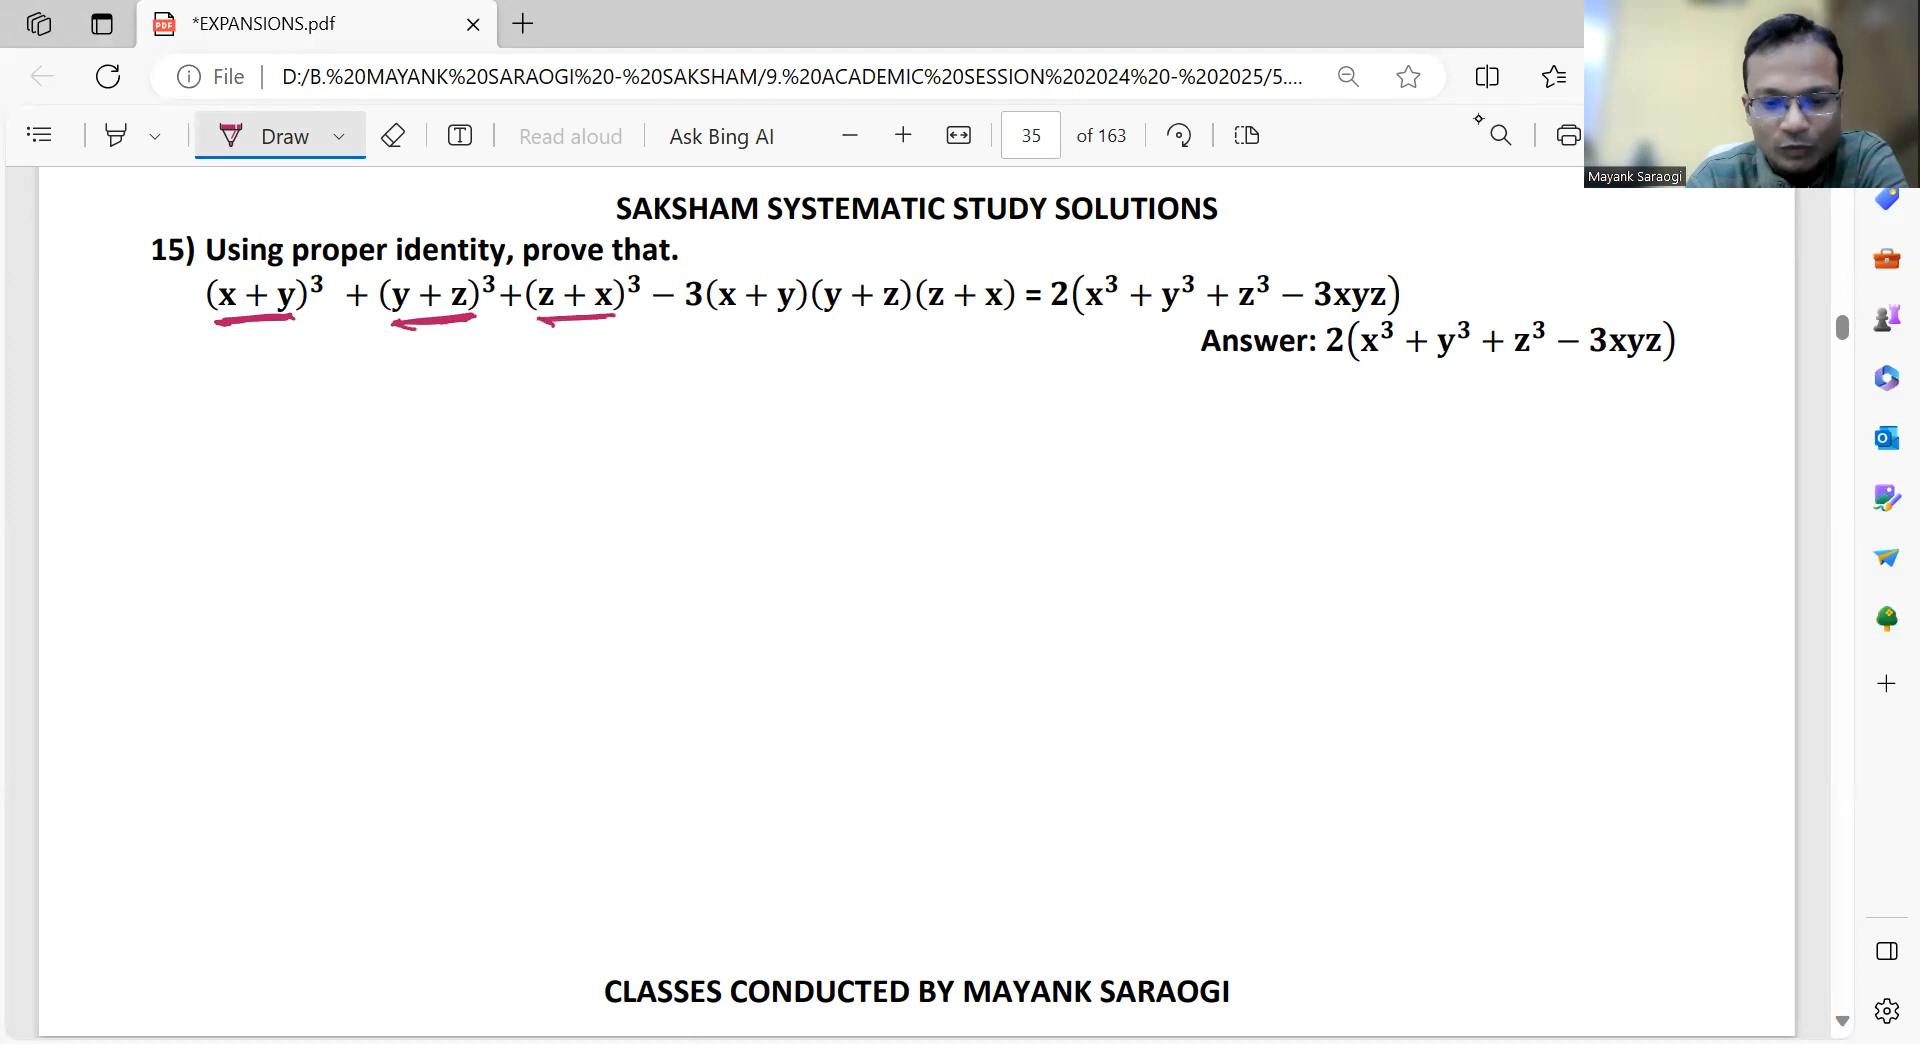 *EXPANSIONS.pdf
File D:/B.%20MAYANK%20SARAOGI%20-%20SAKSHAM/9.%20ACADEMIC%20SESSION%202024%20-%202025/5....
Draw Read aloud Ask Bing AI 35 of 163
Mayank Saraogi
SAKSHAM SYSTEMATIC STUDY SOLUTIONS
15) Using proper identity, prove that.
(x + y)³ + (y + z)³+(z + x)³ − 3(x + y)(y + z)(z + x) = 2(x³ + y³ + z³ − 3xyz)
Answer: 2(x³ + y³ + z³ − 3xyz)
CLASSES CONDUCTED BY MAYANK SARAOGI